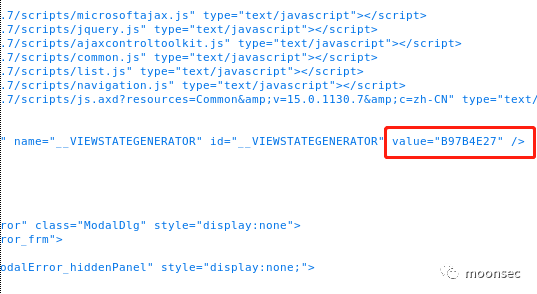 .7/scripts/microsoftajax.js" type="text/javascript"></script>
.7/scripts/jquery.js" type="text/javascript"></script>
.7/scripts/ajaxcontroltoolkit.js" type="text/javascript"></script>
.7/scripts/common.js" type="text/javascript"></script>
.7/scripts/list.js" type="text/javascript"></script>
.7/scripts/navigation.js" type="text/javascript"></script>
.7/scripts/js.axd?resources=Common&amp;v=15.0.1130.7&amp;c=zh-CN" type="text/
" name="__VIEWSTATEGENERATOR" id="__VIEWSTATEGENERATOR" value="B97B4E27" />
ror" class="ModalDlg" style="display:none">
ror_frm">
odalError_hiddenPanel" style="display:none;">
moonsec